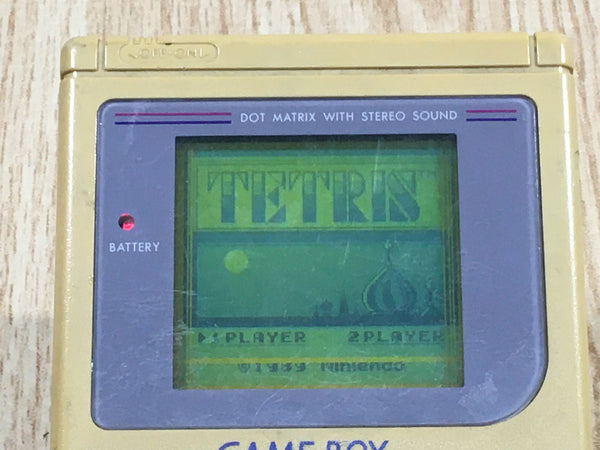 OFF•ON
DOT MATRIX WITH STEREO SOUND
TETRIS
BATTERY
▶1PLAYER 2PLAYER
©1989 Nintendo
GAME BOY